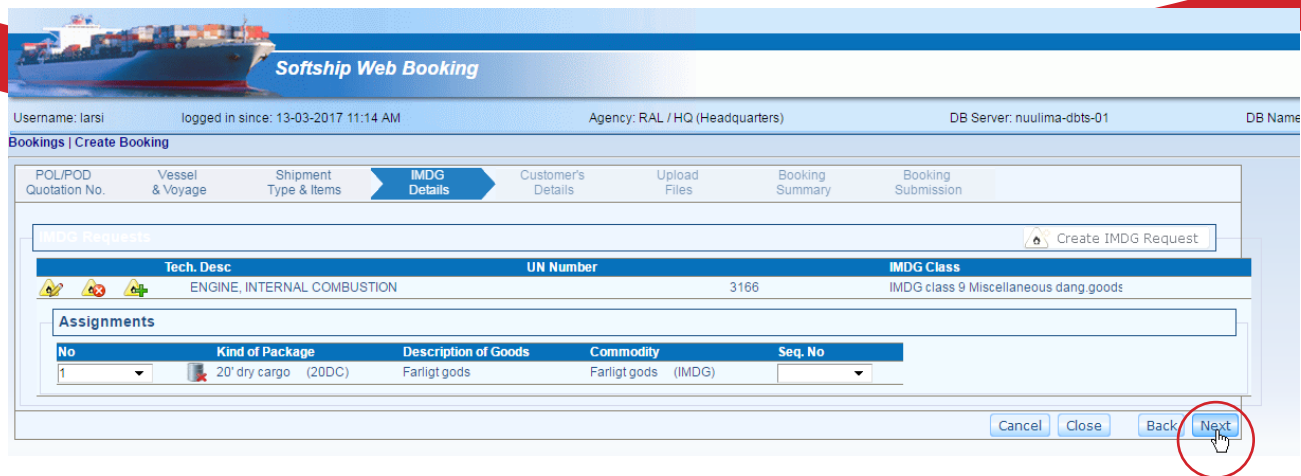 Softship Web Booking
Username: larsi logged in since: 13-03-2017 11:14 AM Agency: RAL / HQ (Headquarters) DB Server: nuulima-dbts-01 DB Name
Bookings | Create Booking
POL/POD Vessel Shipment IMDG Customer's Upload Booking Booking
Quotation No. & Voyage Type & Items Details Details Files Summary Submission
IMDG Requests Create IMDG Request
Tech. Desc UN Number IMDG Class
ENGINE, INTERNAL COMBUSTION 3166 IMDG class 9 Miscellaneous dang.goods
Assignments
No Kind of Package Description of Goods Commodity Seq. No
1 20' dry cargo (20DC) Farligt gods Farligt gods (IMDG)
Cancel Close Back Next